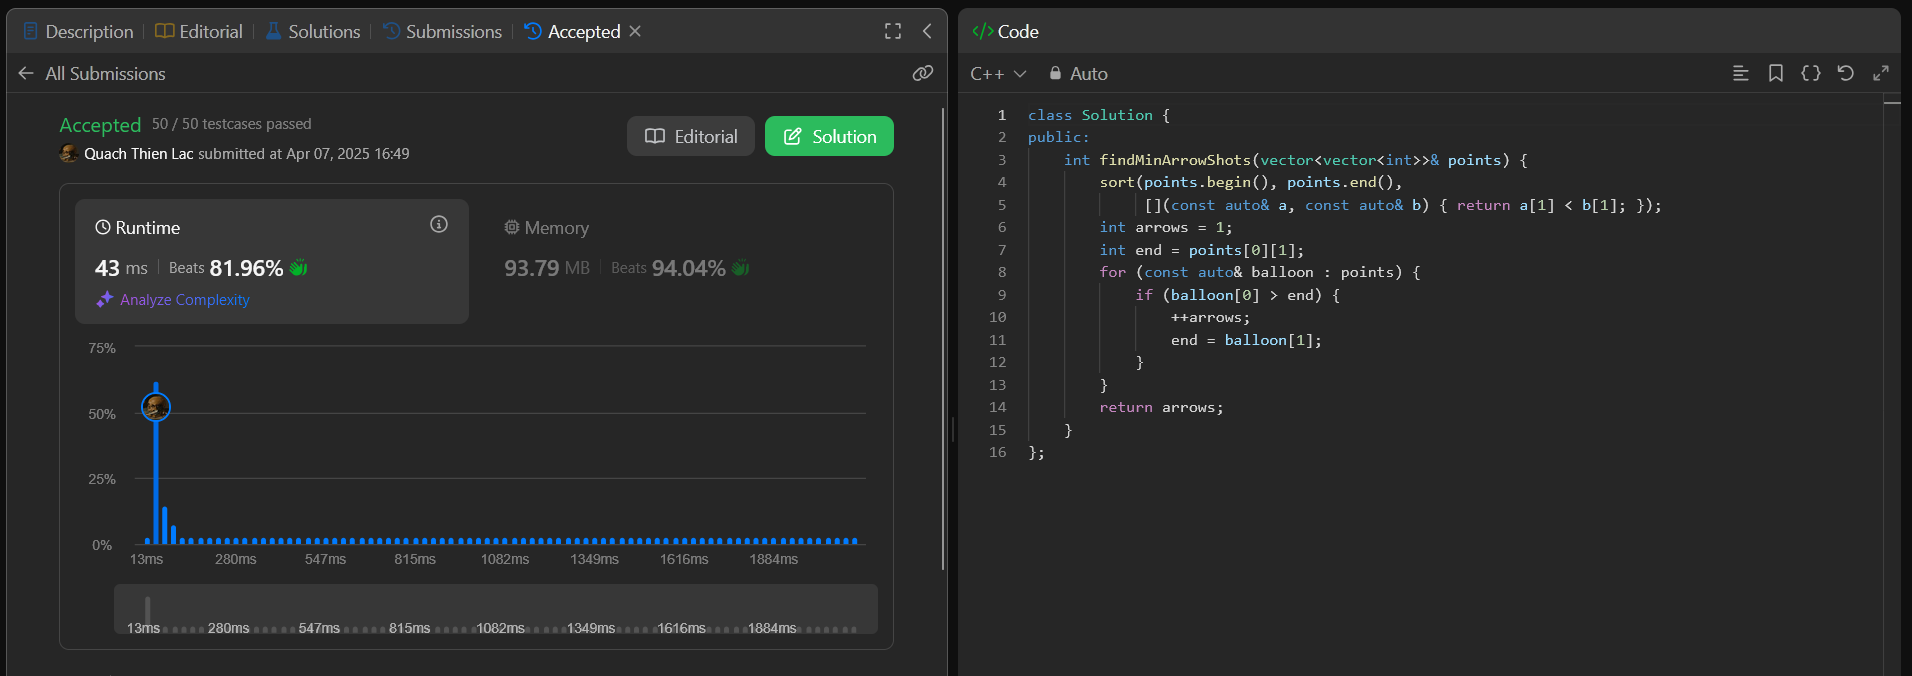 Description
Editorial
Solutions
Submissions
Accepted
All Submissions
Accepted 50 / 50 testcases passed
Quach Thien Lac submitted at Apr 07, 2025 16:49
Editorial
Solution
Runtime
43 ms Beats 81.96%
Analyze Complexity
Memory
93.79 MB Beats 94.04%
75%
50%
25%
0%
13ms 280ms 547ms 815ms 1082ms 1349ms 1616ms 1884ms
13ms 280ms 547ms 815ms 1082ms 1349ms 1616ms 1884ms
</> Code
C++ Auto
1 class Solution {
2 public:
3     int findMinArrowShots(vector<vector<int>>& points) {
4         sort(points.begin(), points.end(),
5              [](const auto& a, const auto& b) { return a[1] < b[1]; });
6         int arrows = 1;
7         int end = points[0][1];
8         for (const auto& balloon : points) {
9             if (balloon[0] > end) {
10                 ++arrows;
11                 end = balloon[1];
12             }
13         }
14         return arrows;
15     }
16 };